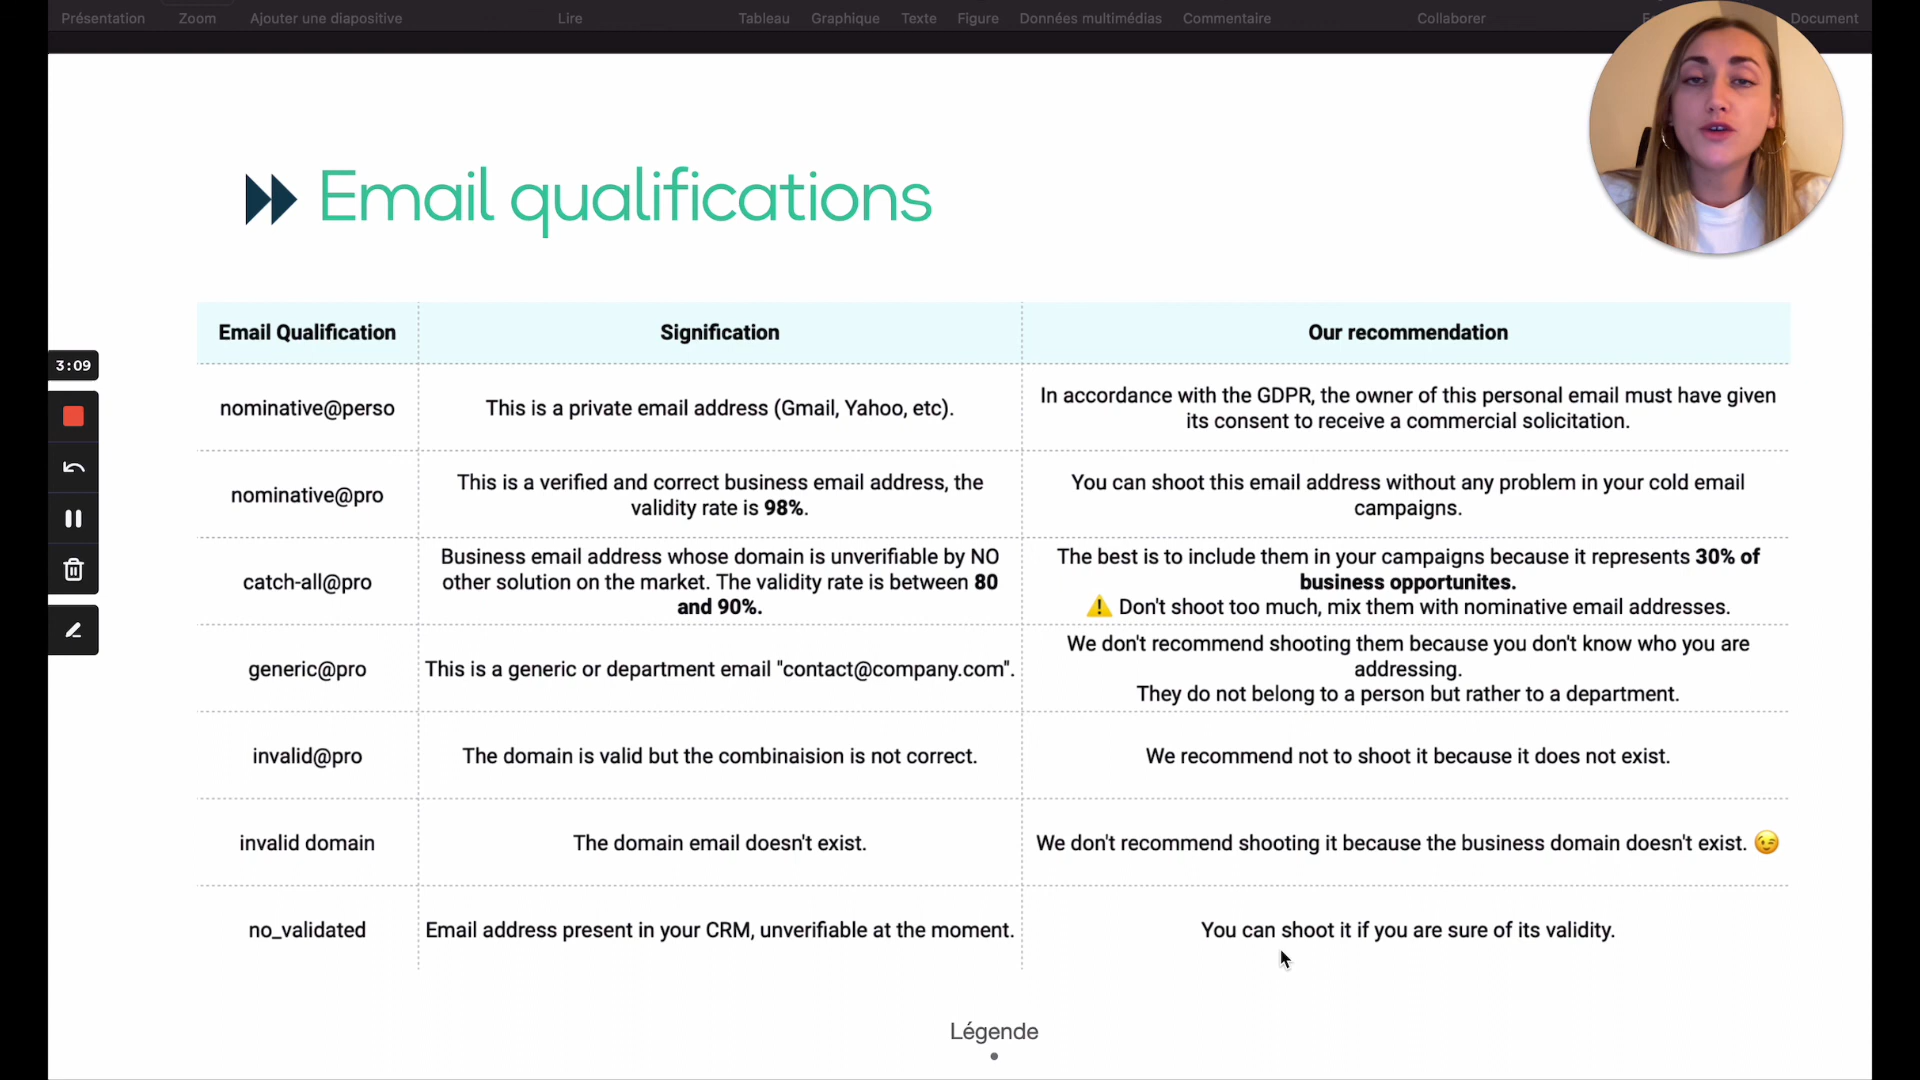 Présentation Zoom Ajouter une diapositive Lire Tableau Graphique Texte Figure Données multimédias Commentaire Collaborer Document
Email qualifications
Email Qualification
Signification
Our recommendation
3:09
nominative@perso
This is a private email address (Gmail, Yahoo, etc).
In accordance with the GDPR, the owner of this personal email must have given
its consent to receive a commercial solicitation.
nominative@pro
This is a verified and correct business email address, the
validity rate is 98%.
You can shoot this email address without any problem in your cold email
campaigns.
catch-all@pro
Business email address whose domain is unverifiable by NO
other solution on the market. The validity rate is between 80
and 90%.
The best is to include them in your campaigns because it represents 30% of
business opportunites.
⚠️ Don't shoot too much, mix them with nominative email addresses.
generic@pro
This is a generic or department email "contact@company.com".
We don't recommend shooting them because you don't know who you are
addressing.
They do not belong to a person but rather to a department.
invalid@pro
The domain is valid but the combinaision is not correct.
We recommend not to shoot it because it does not exist.
invalid domain
The domain email doesn't exist.
We don't recommend shooting it because the business domain doesn't exist. 😉
no_validated
Email address present in your CRM, unverifiable at the moment.
You can shoot it if you are sure of its validity.
Légende